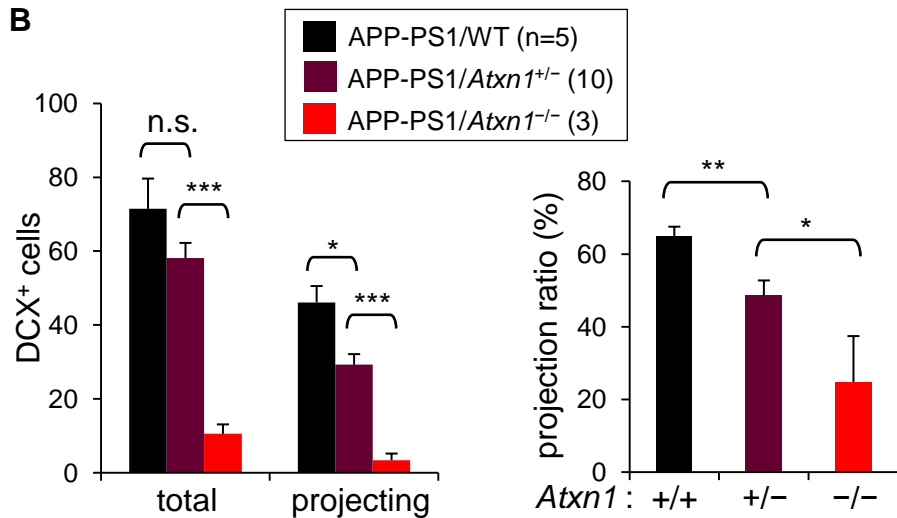 B
APP-PS1/WT (n=5)
APP-PS1/Atxn1+/− (10)
APP-PS1/Atxn1−/− (3)
DCX+ cells
100
80
60
40
20
0
n.s.
***
*
***
total
projecting
projection ratio (%)
80
60
40
20
0
**
*
Atxn1 : +/+ +/− −/−